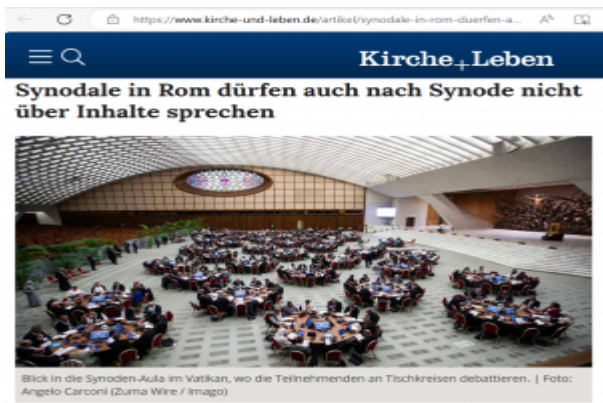 https://www.kirche-und-leben.de/artikel/synodale-in-rom-duerfen-a...
Kirche+Leben
Synodale in Rom dürfen auch nach Synode nicht
über Inhalte sprechen
Blick in die Synoden-Aula im Vatikan, wo die Teilnehmenden an Tischkreisen debattieren. | Foto:
Angelo Carconi (Zuma Wire / Imago)